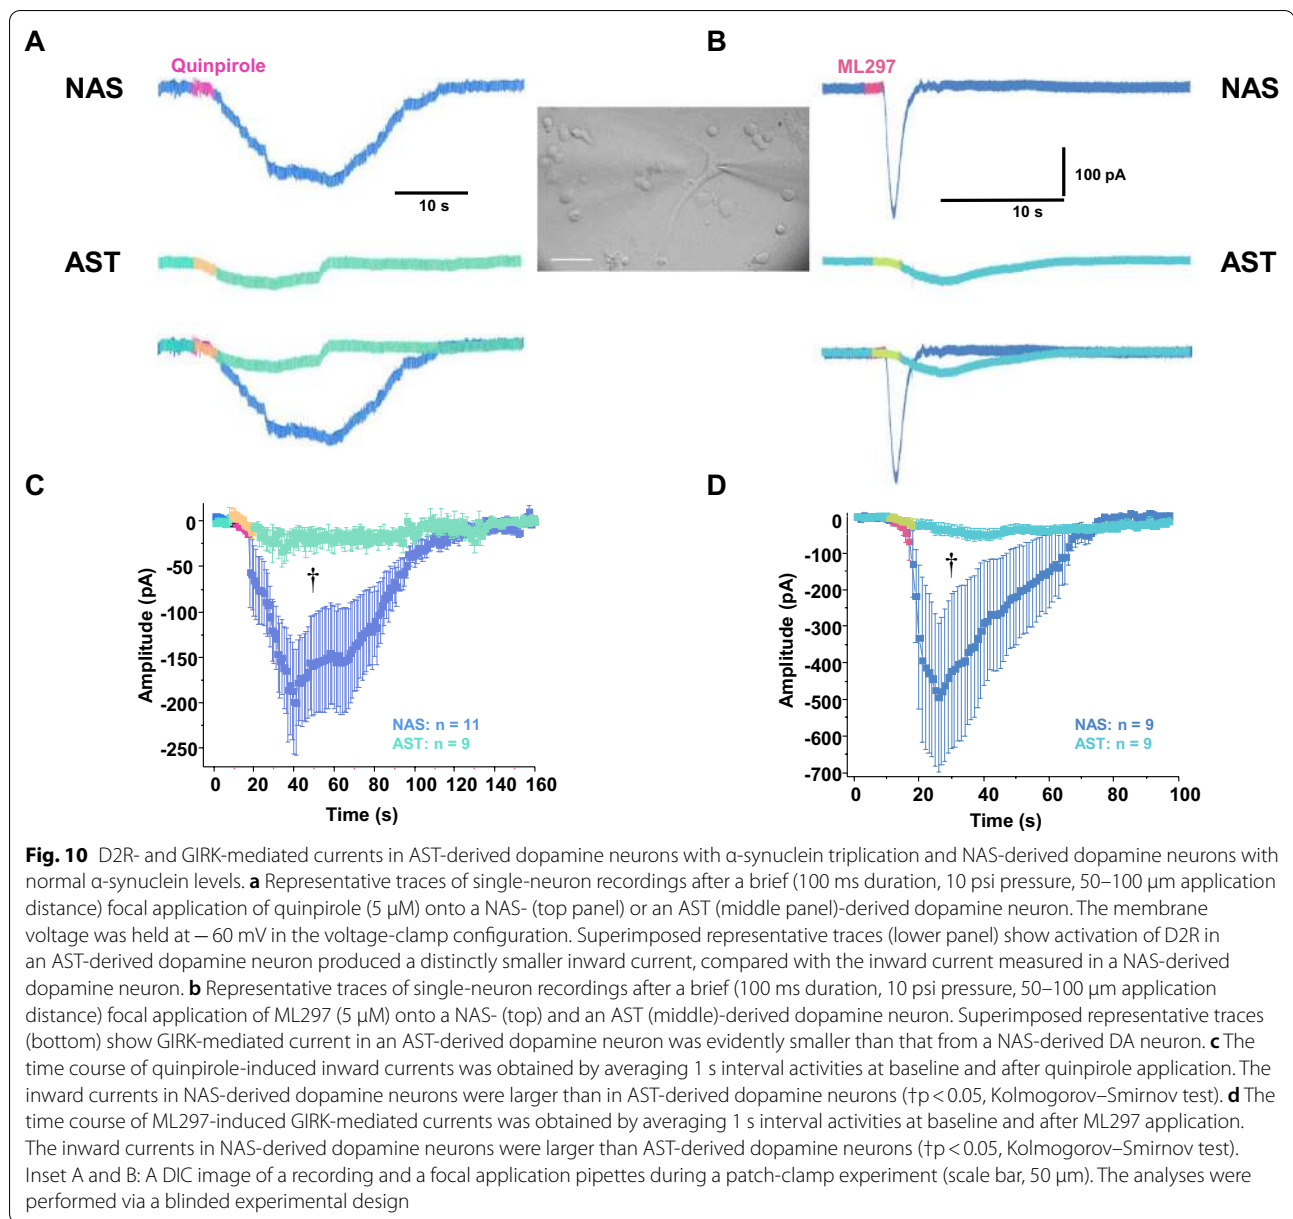 A
B
Quinpirole
ML297
NAS
NAS
10 s
100 pA
10 s
AST
AST
C
D
0
-50
-100
-150
-200
-250
Amplitude (pA)
†
NAS: n = 11
AST: n = 9
0 20 40 60 80 100 120 140 160
Time (s)
0
-100
-200
-300
-400
-500
-600
-700
Amplitude (pA)
†
NAS: n = 9
AST: n = 9
0 20 40 60 80 100
Time (s)
Fig. 10 D2R- and GIRK-mediated currents in AST-derived dopamine neurons with α-synuclein triplication and NAS-derived dopamine neurons with
normal α-synuclein levels. a Representative traces of single-neuron recordings after a brief (100 ms duration, 10 psi pressure, 50–100 μm application
distance) focal application of quinpirole (5 μM) onto a NAS- (top panel) or an AST (middle panel)-derived dopamine neuron. The membrane
voltage was held at − 60 mV in the voltage-clamp configuration. Superimposed representative traces (lower panel) show activation of D2R in
an AST-derived dopamine neuron produced a distinctly smaller inward current, compared with the inward current measured in a NAS-derived
dopamine neuron. b Representative traces of single-neuron recordings after a brief (100 ms duration, 10 psi pressure, 50–100 μm application
distance) focal application of ML297 (5 μM) onto a NAS- (top) and an AST (middle)-derived dopamine neuron. Superimposed representative traces
(bottom) show GIRK-mediated current in an AST-derived dopamine neuron was evidently smaller than that from a NAS-derived DA neuron. c The
time course of quinpirole-induced inward currents was obtained by averaging 1 s interval activities at baseline and after quinpirole application. The
inward currents in NAS-derived dopamine neurons were larger than in AST-derived dopamine neurons (†p < 0.05, Kolmogorov–Smirnov test). d The
time course of ML297-induced GIRK-mediated currents was obtained by averaging 1 s interval activities at baseline and after ML297 application.
The inward currents in NAS-derived dopamine neurons were larger than AST-derived dopamine neurons (†p < 0.05, Kolmogorov–Smirnov test).
Inset A and B: A DIC image of a recording and a focal application pipettes during a patch-clamp experiment (scale bar, 50 μm). The analyses were
performed via a blinded experimental design